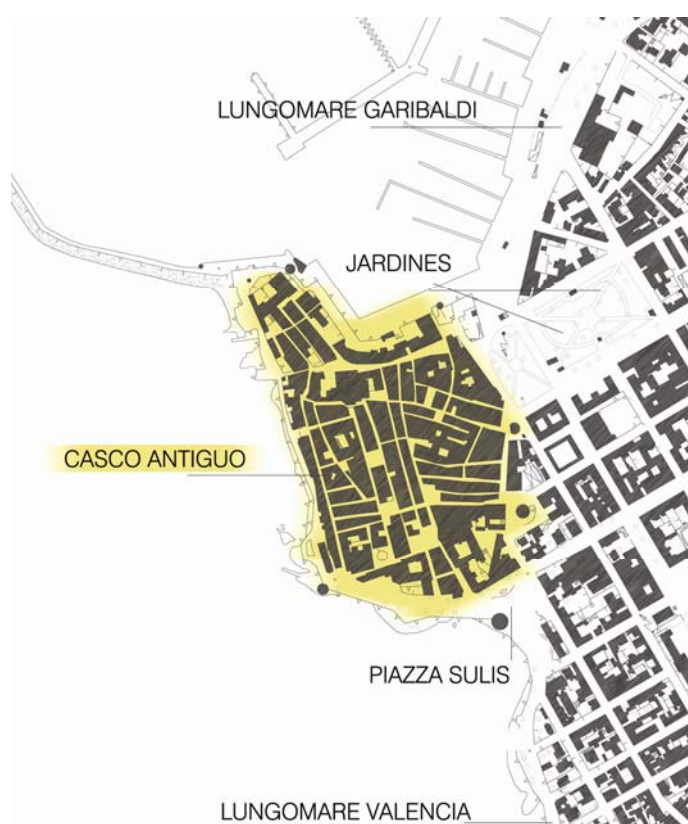 LUNGOMARE GARIBALDI
JARDINES
CASCO ANTIGUO
PIAZZA SULIS
LUNGOMARE VALENCIA